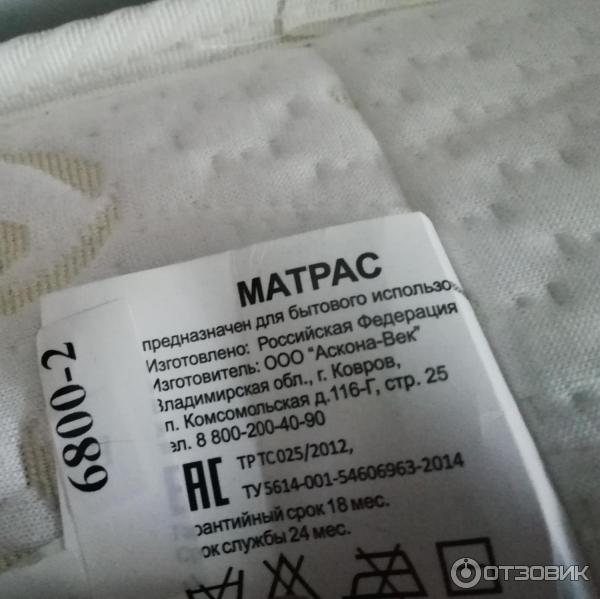 МАТРАС
предназначен для бытового использо
Изготовлено: Российская Федерация
Изготовитель: ООО "Аскона-Век"
Владимирская обл., г. Ковров,
л. Комсомольская д.116-Г, стр. 25
ел. 8 800-200-40-90
EAC ТР ТС 025/2012,
ТУ 5614-001-54606963-2014
гарантийный срок 18 мес.
Срок службы 24 мес.
6800-2
ОТЗОВИК